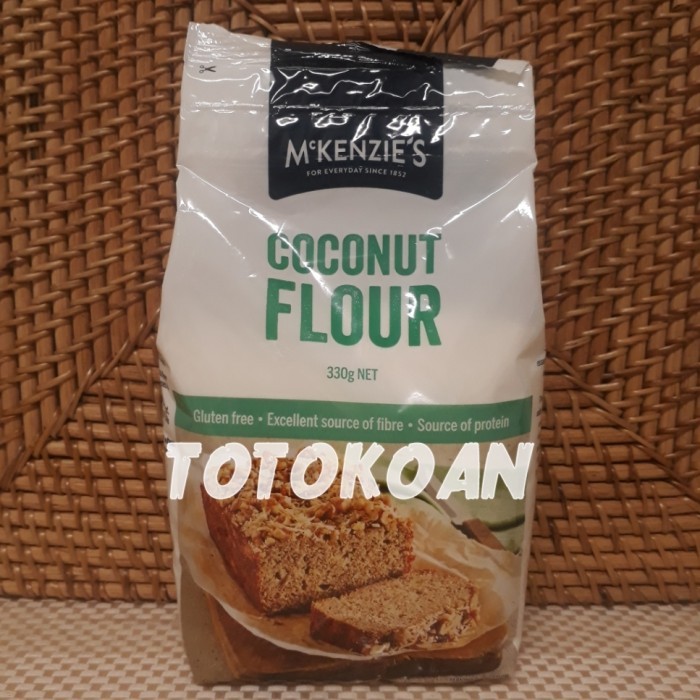 McKENZIE'S
FOR EVERYDAY SINCE 1852
COCONUT
FLOUR
330g NET
Gluten free • Excellent source of fibre • Source of protein
TOTOKOAN